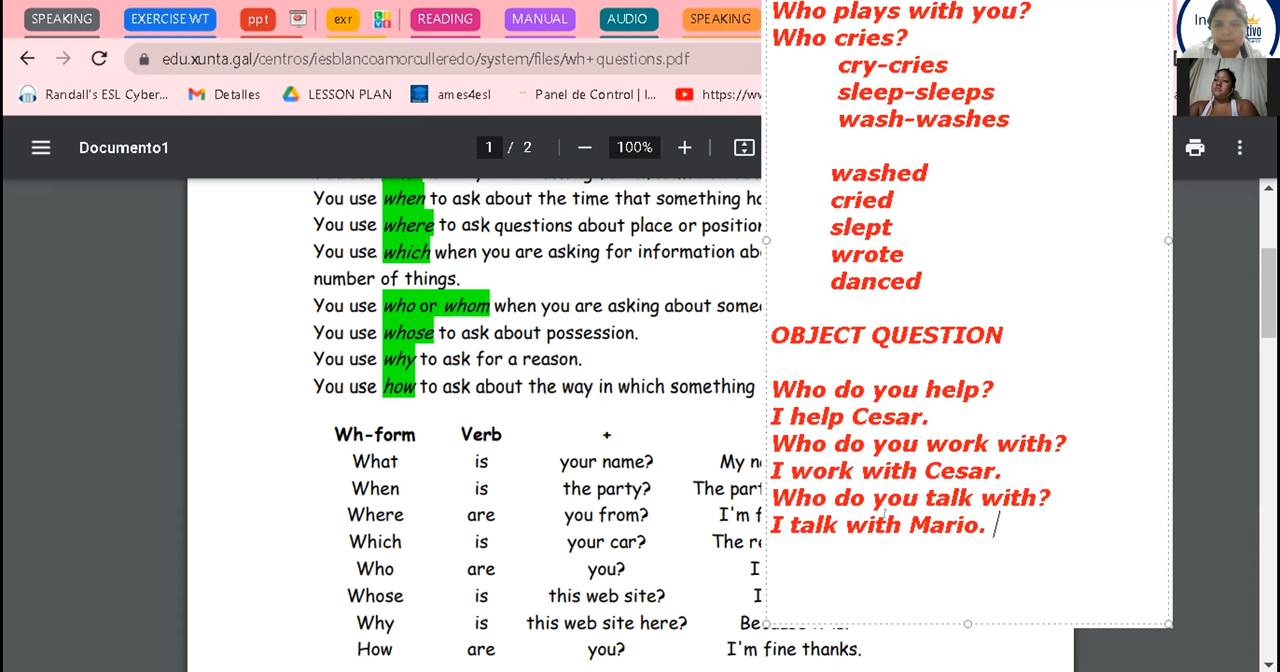 SPEAKING EXERCISE WT ppt exr READING MANUAL AUDIO SPEAKING
edu.xunta.gal/centros/iesblancoamorculleredo/system/files/wh+questions.pdf
Randall's ESL Cyber... Detalles LESSON PLAN ames4esl Panel de Control | I... https://ww
Documento1 1 / 2 100%
You use when to ask about the time that something ha
You use where to ask questions about place or position
You use which when you are asking for information abo
number of things.
You use who or whom when you are asking about some
You use whose to ask about possession.
You use why to ask for a reason.
You use how to ask about the way in which something
Wh-form Verb +
What is your name? My n
When is the party? The part
Where are you from? I'm f
Which is your car? The re
Who are you? I
Whose is this web site? I
Why is this web site here?
How are you? I'm fine thanks.
Who plays with you?
Who cries?
cry-cries
sleep-sleeps
wash-washes
washed
cried
slept
wrote
danced
OBJECT QUESTION
Who do you help?
I help Cesar.
Who do you work with?
I work with Cesar.
Who do you talk with?
I talk with Mario.